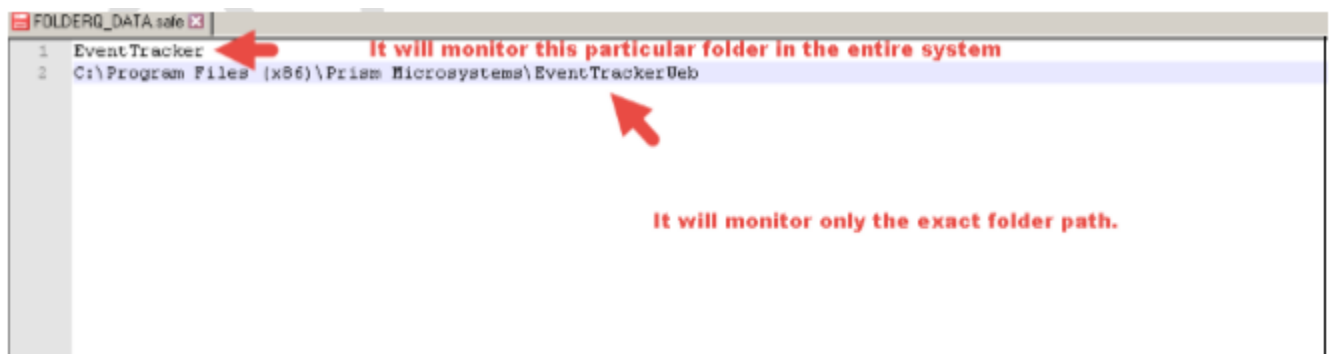 FOLDERQ_DATA.safe
1 EventTracker It will monitor this particular folder in the entire system
2 C:\Program Files (x86)\Prism Microsystems\EventTrackerWeb
It will monitor only the exact folder path.